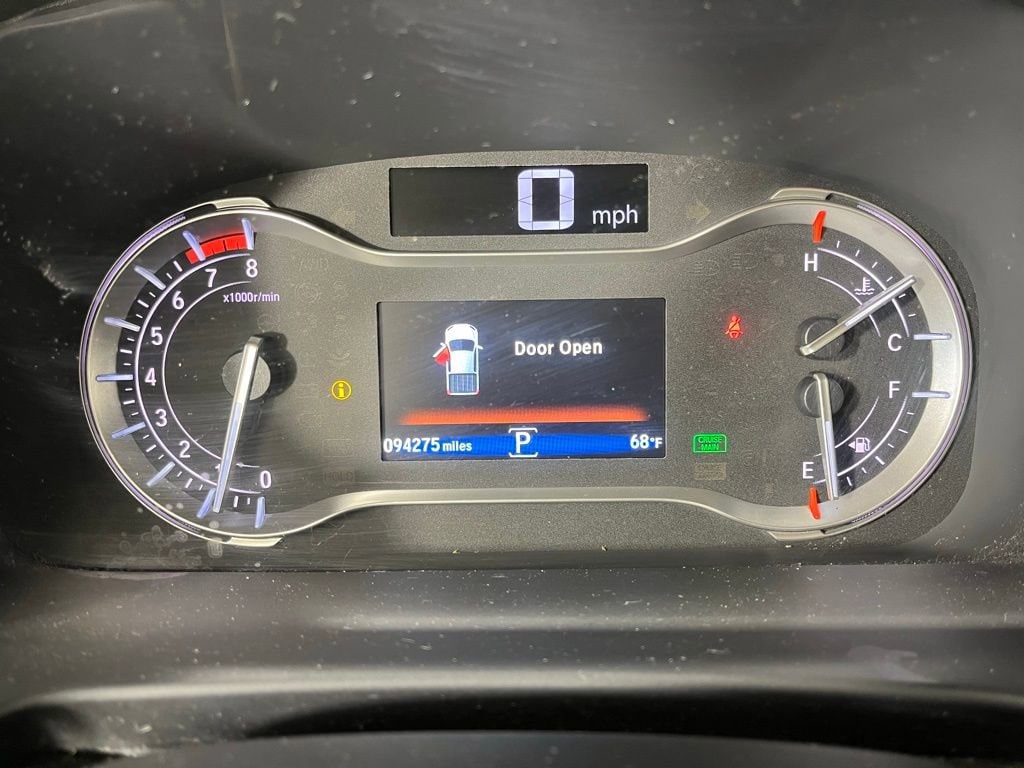 0 mph
8
7
6
5
4
3
2
0
x1000r/min
Door Open
094275 miles
P
68°F
CRUISE
MAIN
H
C
F
E